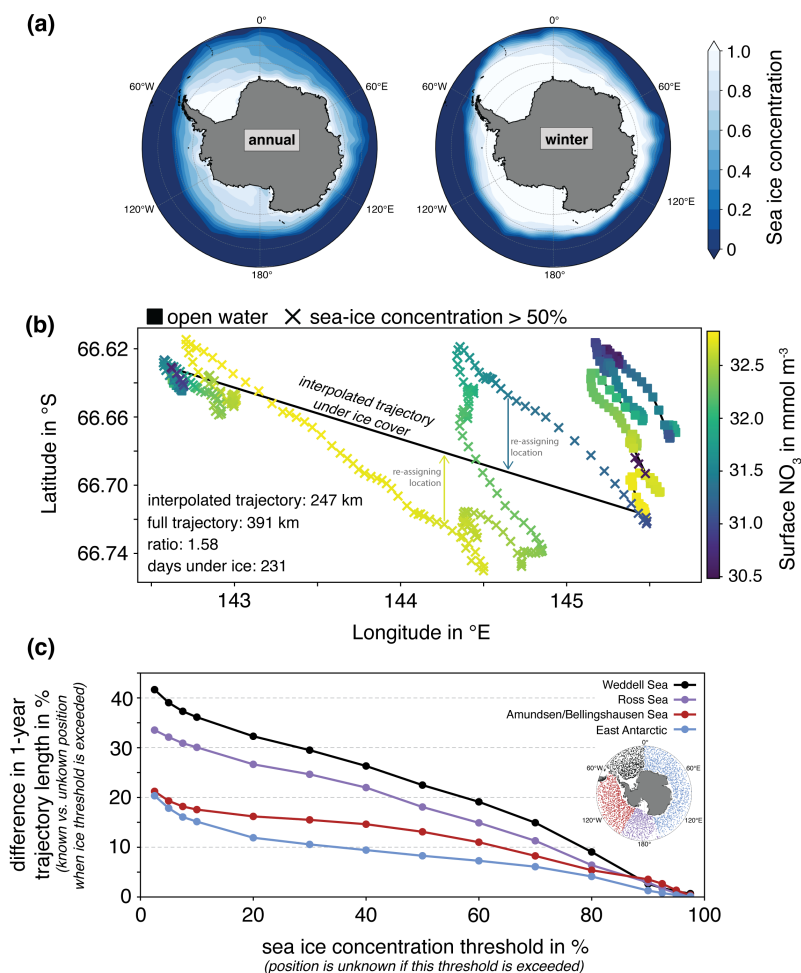 (a)
0°
0°
60°W
60°E
60°W
60°E
annual
winter
120°W
120°E
120°W
120°E
180°
180°
1.0
0.8
0.6
0.4
0.2
0
Sea ice concentration
(b)
open water
sea-ice concentration > 50%
66.62
66.66
66.70
66.74
Latitude in °S
interpolated trajectory
under ice cover
re-assigning
location
re-assigning
location
interpolated trajectory: 247 km
full trajectory: 391 km
ratio: 1.58
days under ice: 231
143
144
145
Longitude in °E
32.5
32.0
31.5
31.0
30.5
Surface NO3 in mmol m-3
(c)
difference in 1-year
trajectory length in %
(known vs. unkown position
when ice threshold is exceeded)
40
30
20
10
0
Weddell Sea
Ross Sea
Amundsen/Bellingshausen Sea
East Antarctic
0°
60°W
60°E
120°W
120°E
180°
0
20
40
60
80
100
sea ice concentration threshold in %
(position is unknown if this threshold is exceeded)